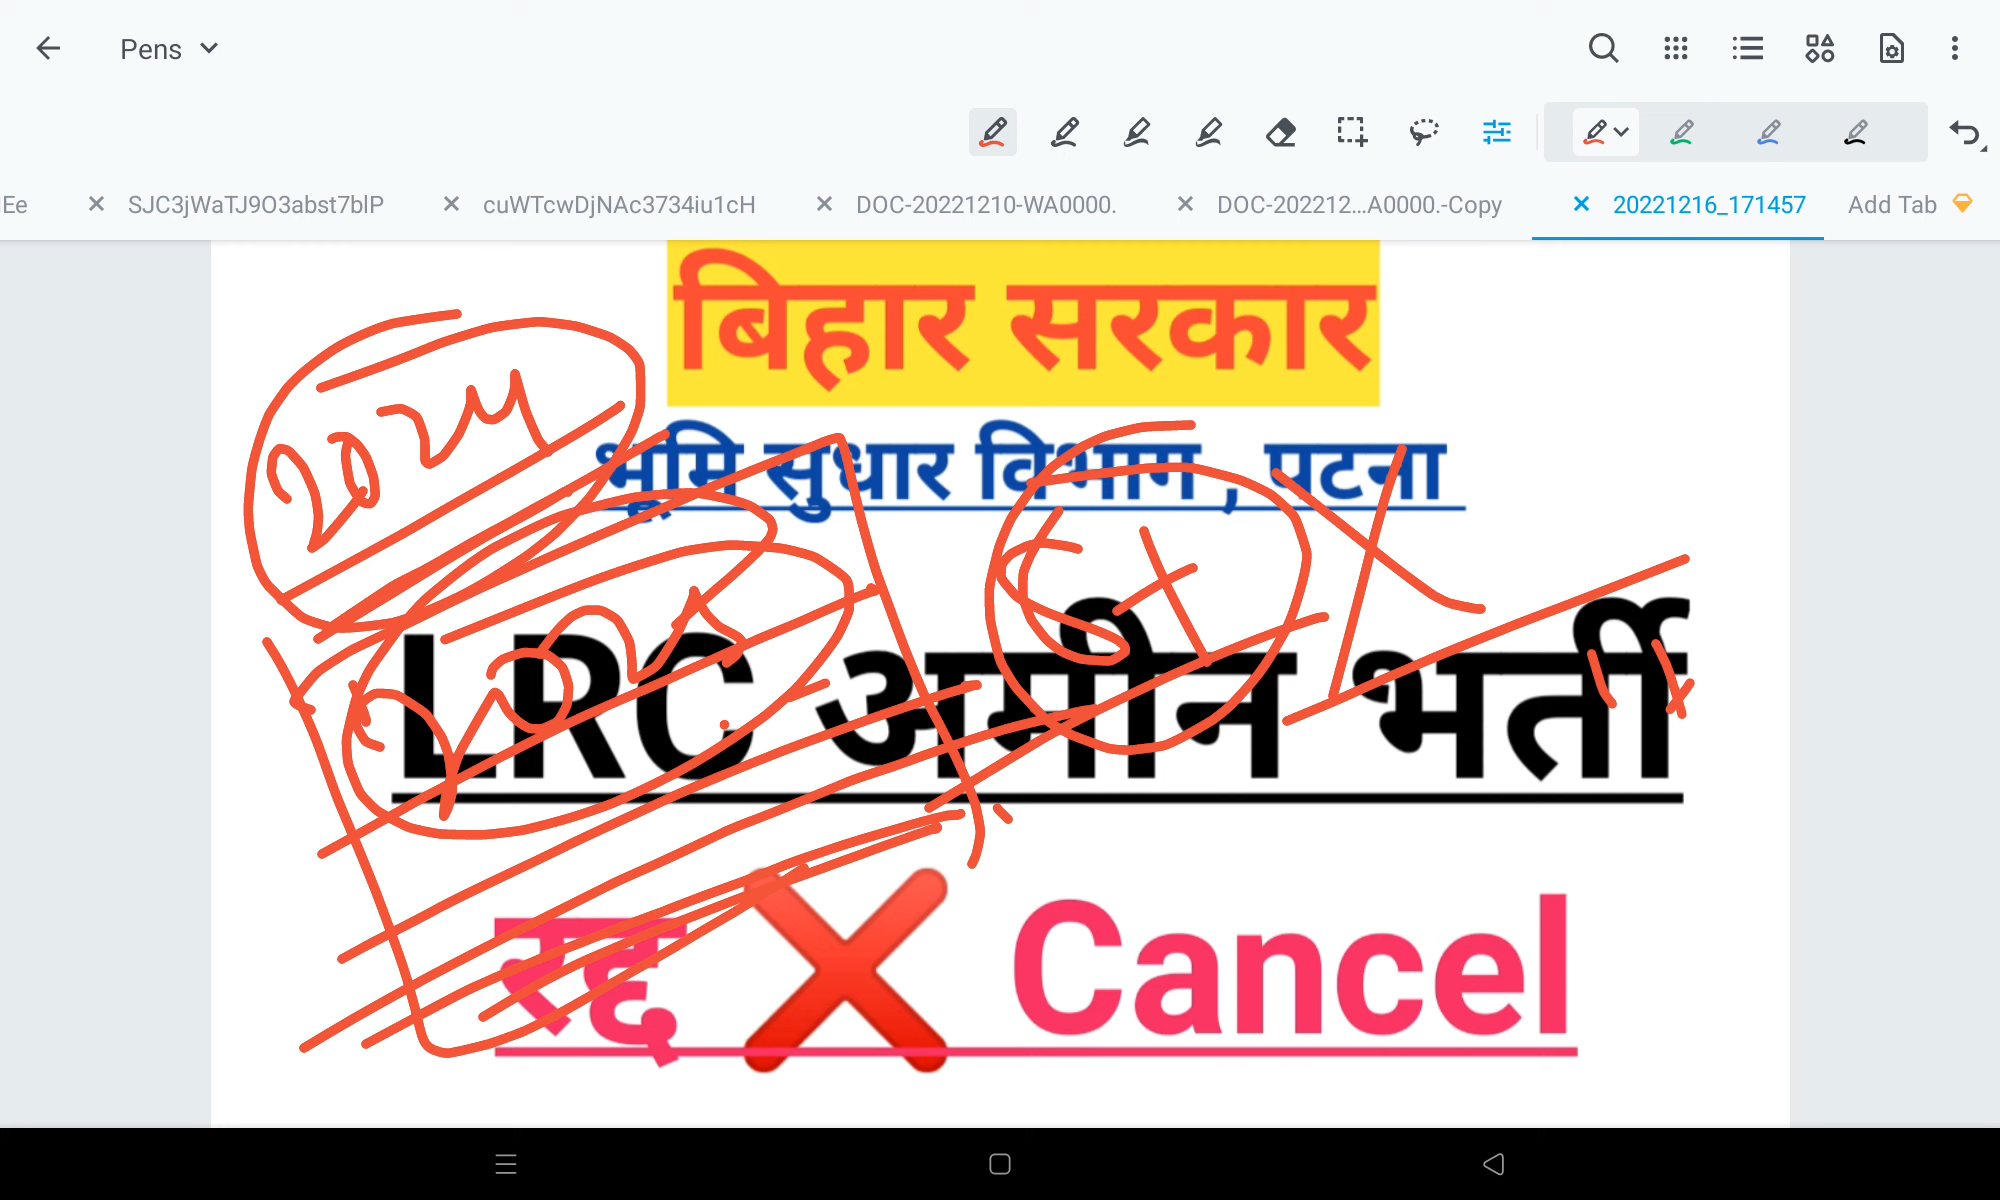 Pens
Ee
SJC3jWaTJ9O3abst7blP
cuWTcwDjNAc3734iu1cH
DOC-20221210-WA0000.
DOC-202212...A0000.-Copy
20221216_171457
Add Tab
बिहार सरकार
2024
भूमि सुधार विभाग , पटना
LRC अमीन भर्ती
रद्द ❌ Cancel